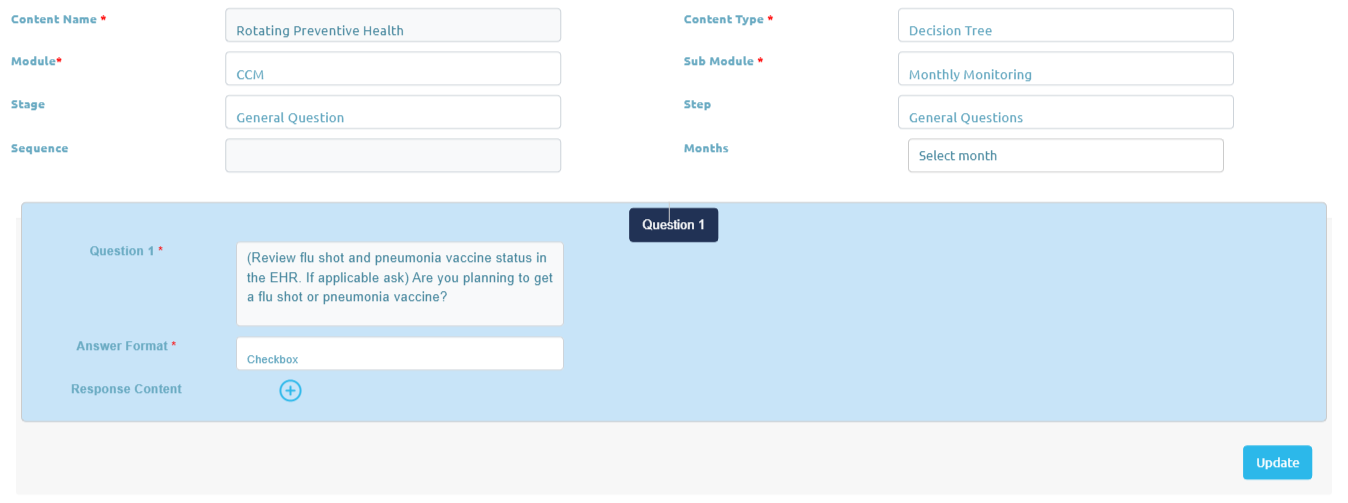 Content Name * Rotating Preventive Health Content Type * Decision Tree
Module* CCM Sub Module * Monthly Monitoring
Stage General Question Step General Questions
Sequence Months Select month
Question 1
Question 1 * (Review flu shot and pneumonia vaccine status in
the EHR. If applicable ask) Are you planning to get
a flu shot or pneumonia vaccine?
Answer Format * Checkbox
Response Content
Update